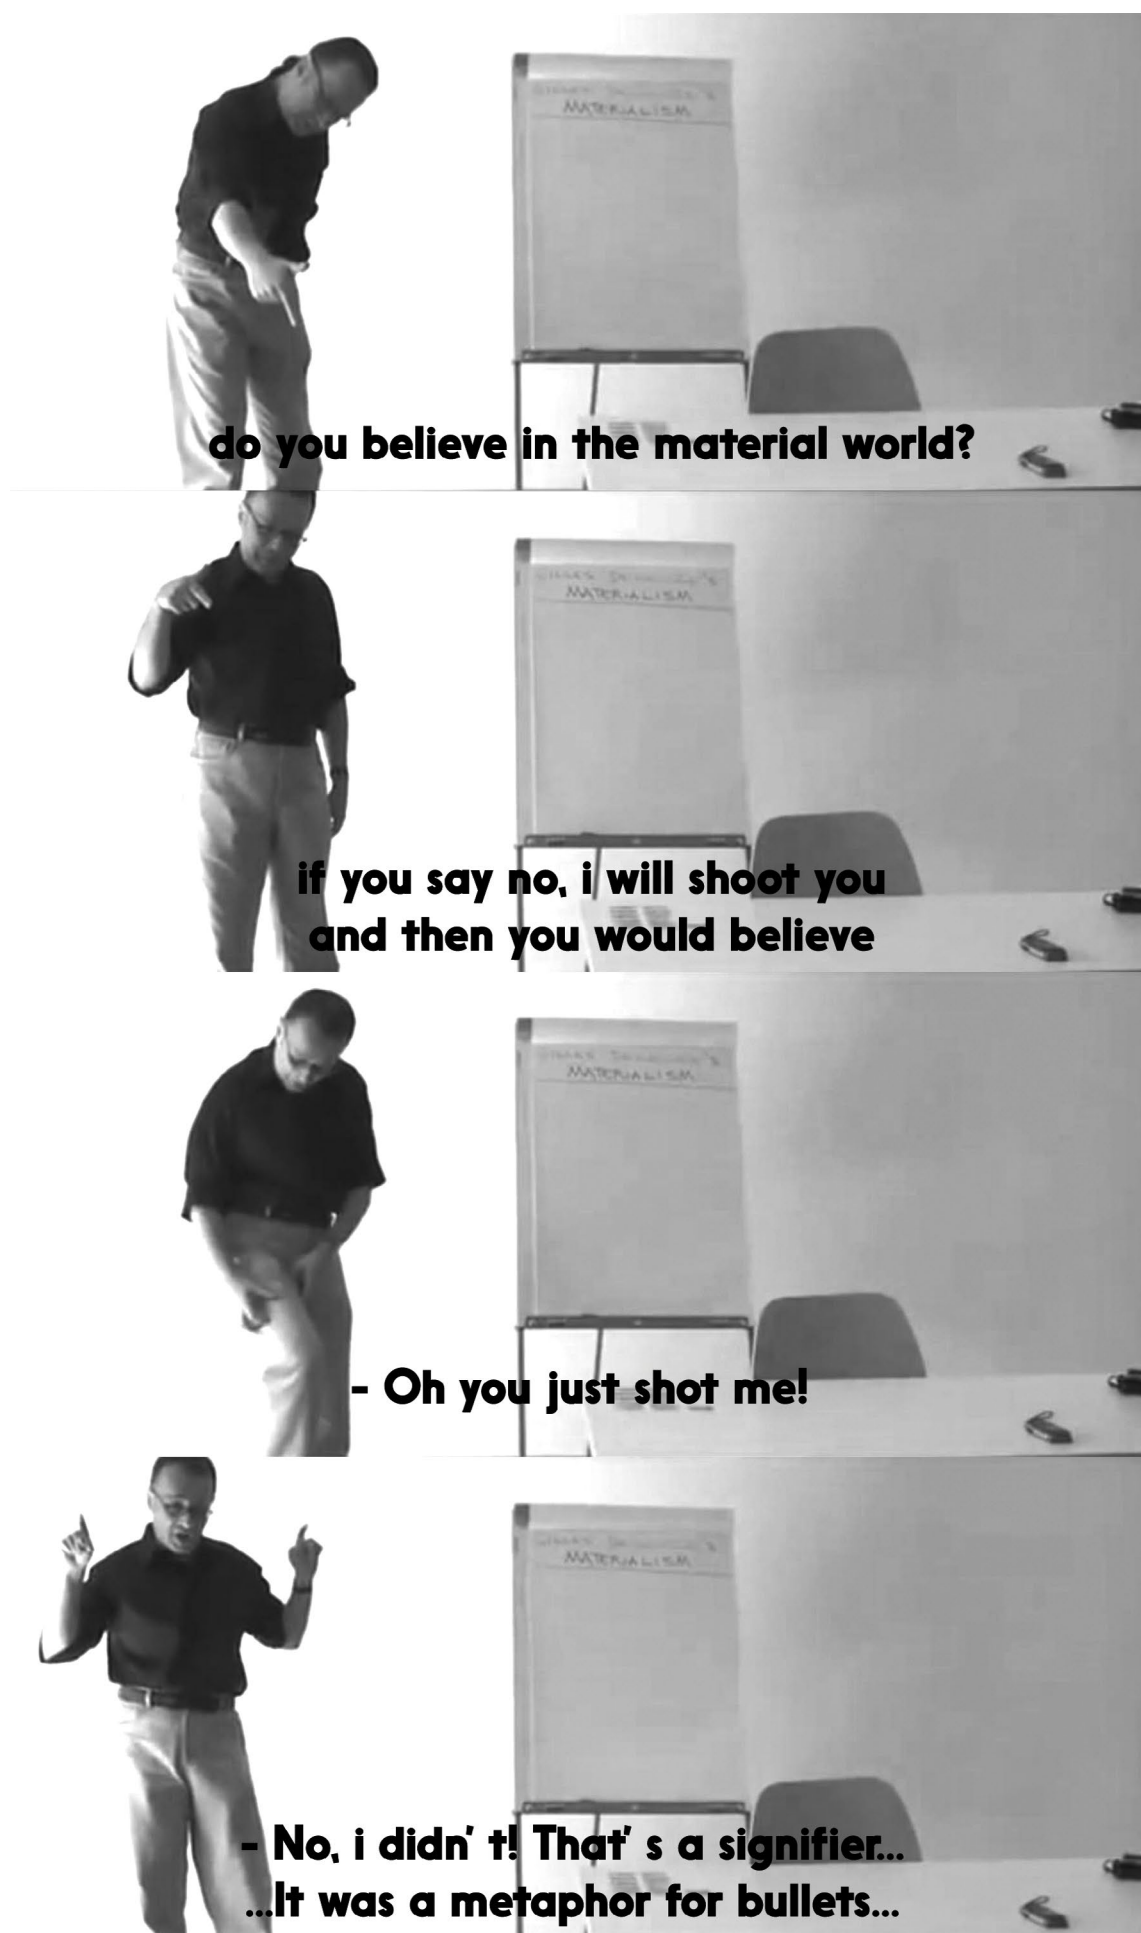 MATERIALISM
do you believe in the material world?
MATERIALISM
if you say no, i will shoot you
and then you would believe
MATERIALISM
- Oh you just shot me!
MATERIALISM
- No, i didn' t! That' s a signifier...
...It was a metaphor for bullets...